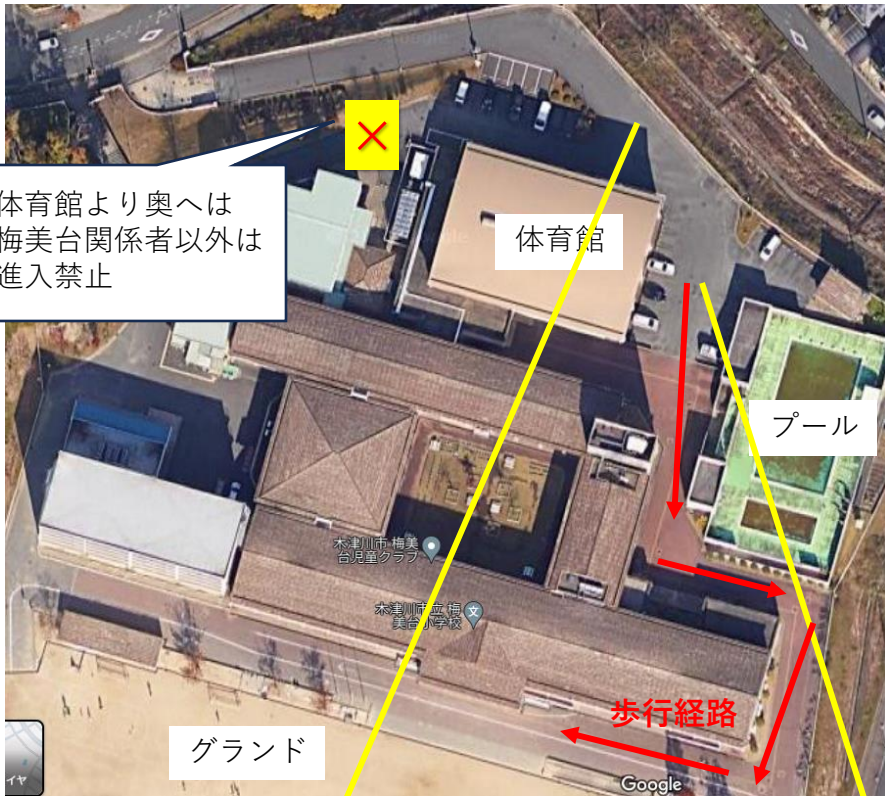 体育館より奥へは
梅美台関係者以外は
進入禁止
体育館
プール
木津川市 梅美
台児童クラブ
木津川市立 梅
美台小学校
文
歩行経路
グランド
イヤ
Google